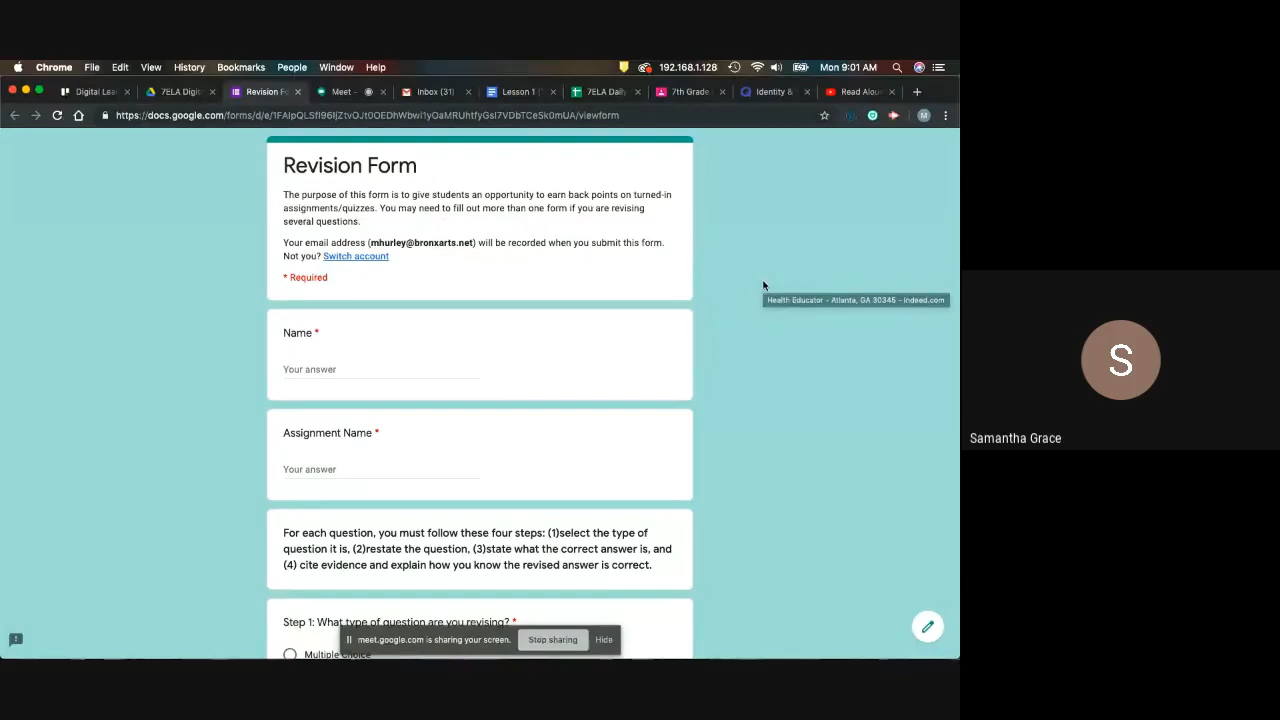 Chrome File Edit View History Bookmarks People Window Help 192.168.1.128 Mon 9:01 AM
Digital Lea 7ELA Digit Revision Fo Meet - Inbox (31) Lesson 1 ( 7ELA Daily 7th Grade Identity & Read Alou
Revision Form
The purpose of this form is to give students an opportunity to earn back points on turned-in
assignments/quizzes. You may need to fill out more than one form if you are revising
several questions.
Your email address (mhurley@bronxarts.net) will be recorded when you submit this form.
Not you? Switch account
* Required
Health Educator - Atlanta, GA 30345 - Indeed.com
Name *
Your answer
Assignment Name *
Your answer
For each question, you must follow these four steps: (1)select the type of
question it is, (2)restate the question, (3)state what the correct answer is, and
(4) cite evidence and explain how you know the revised answer is correct.
Step 1: What type of question are you revising? *
meet.google.com is sharing your screen. Stop sharing Hide
Multiple Choice
M
S
Samantha Grace